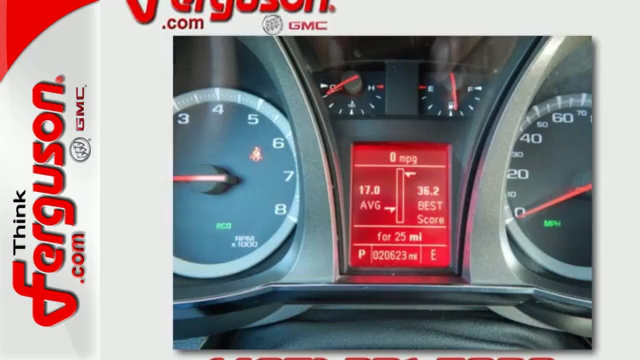 Ferguson
.com GMC
Think
Ferguson
.com GMC
3 4 5 6 7 8
eco
RPM
x1000
C H
E F
0 mpg
17.0 36.2
AVG BEST
Score
for 25 mi
P 020623 mi E
0 20 40 60 70 80
MPH